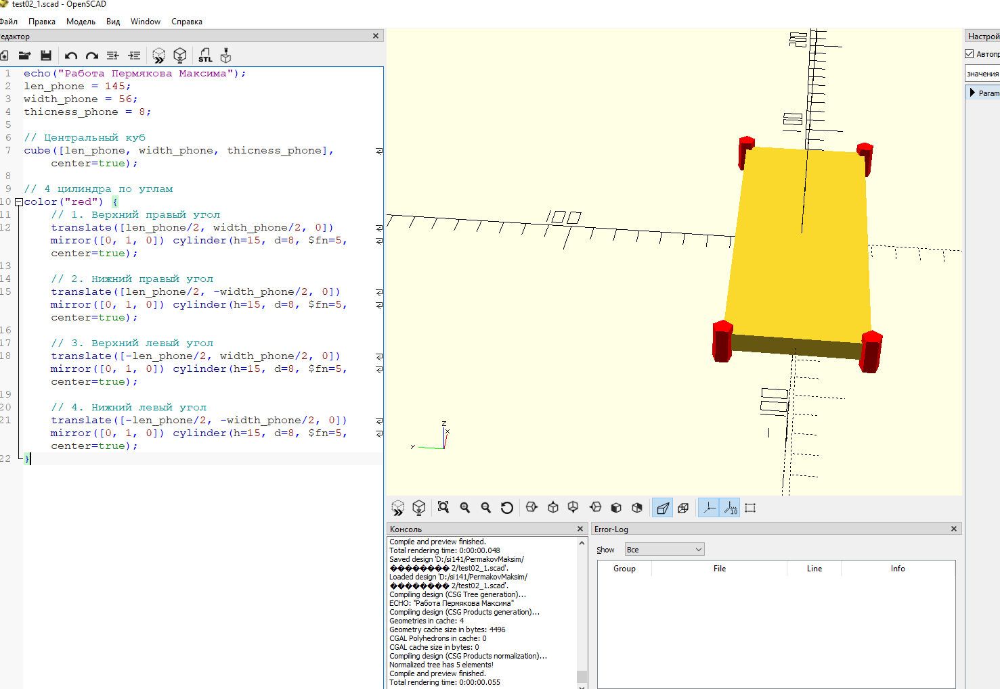 test02_1.scad - OpenSCAD
Файл Правка Модель Вид Window Справка
едактор
STL
1 echo("Работа Пермякова Максима");
2 len_phone = 145;
3 width_phone = 56;
4 thicness_phone = 8;
5
6 // Центральный куб
7 cube([len_phone, width_phone, thicness_phone],
center=true);
8
9 // 4 цилиндра по углам
10 color("red") {
11 // 1. Верхний правый угол
12 translate([len_phone/2, width_phone/2, 0])
mirror([0, 1, 0]) cylinder(h=15, d=8, $fn=5,
center=true);
13
14 // 2. Нижний правый угол
15 translate([len_phone/2, -width_phone/2, 0])
mirror([0, 1, 0]) cylinder(h=15, d=8, $fn=5,
center=true);
16
17 // 3. Верхний левый угол
18 translate([-len_phone/2, width_phone/2, 0])
mirror([0, 1, 0]) cylinder(h=15, d=8, $fn=5,
center=true);
19
20 // 4. Нижний левый угол
21 translate([-len_phone/2, -width_phone/2, 0])
mirror([0, 1, 0]) cylinder(h=15, d=8, $fn=5,
center=true);
22 }
100
z
x
y
10
Настрой
Автопр
значения
Param
Консоль
Compile and preview finished.
Total rendering time: 0:00:00.048
Saved design 'D:/si141/PermakovMaksim/
�������� 2/test02_1.scad'.
Loaded design 'D:/si141/PermakovMaksim/
�������� 2/test02_1.scad'.
Compiling design (CSG Tree generation)...
ECHO: "Работа Пермякова Максима"
Compiling design (CSG Products generation)...
Geometries in cache: 4
Geometry cache size in bytes: 4496
CGAL Polyhedrons in cache: 0
CGAL cache size in bytes: 0
Compiling design (CSG Products normalization)...
Normalized tree has 5 elements!
Compile and preview finished.
Total rendering time: 0:00:00.055
Error-Log
Show Все
Group File Line Info